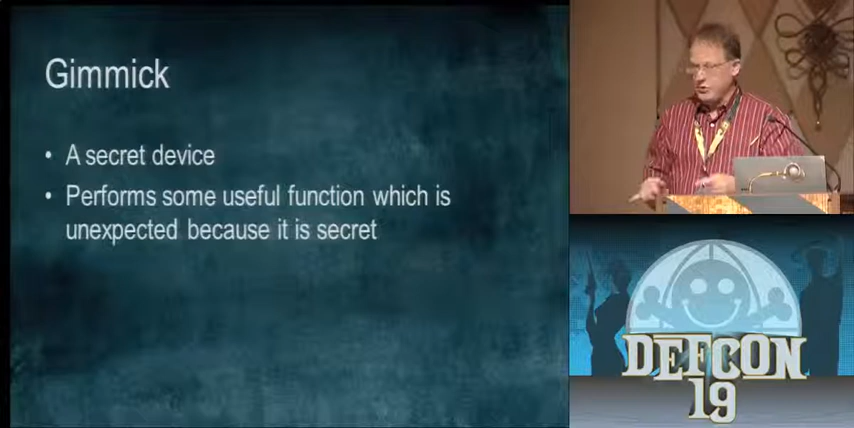 Gimmick
• A secret device
• Performs some useful function which is
unexpected because it is secret
DEFCON
19